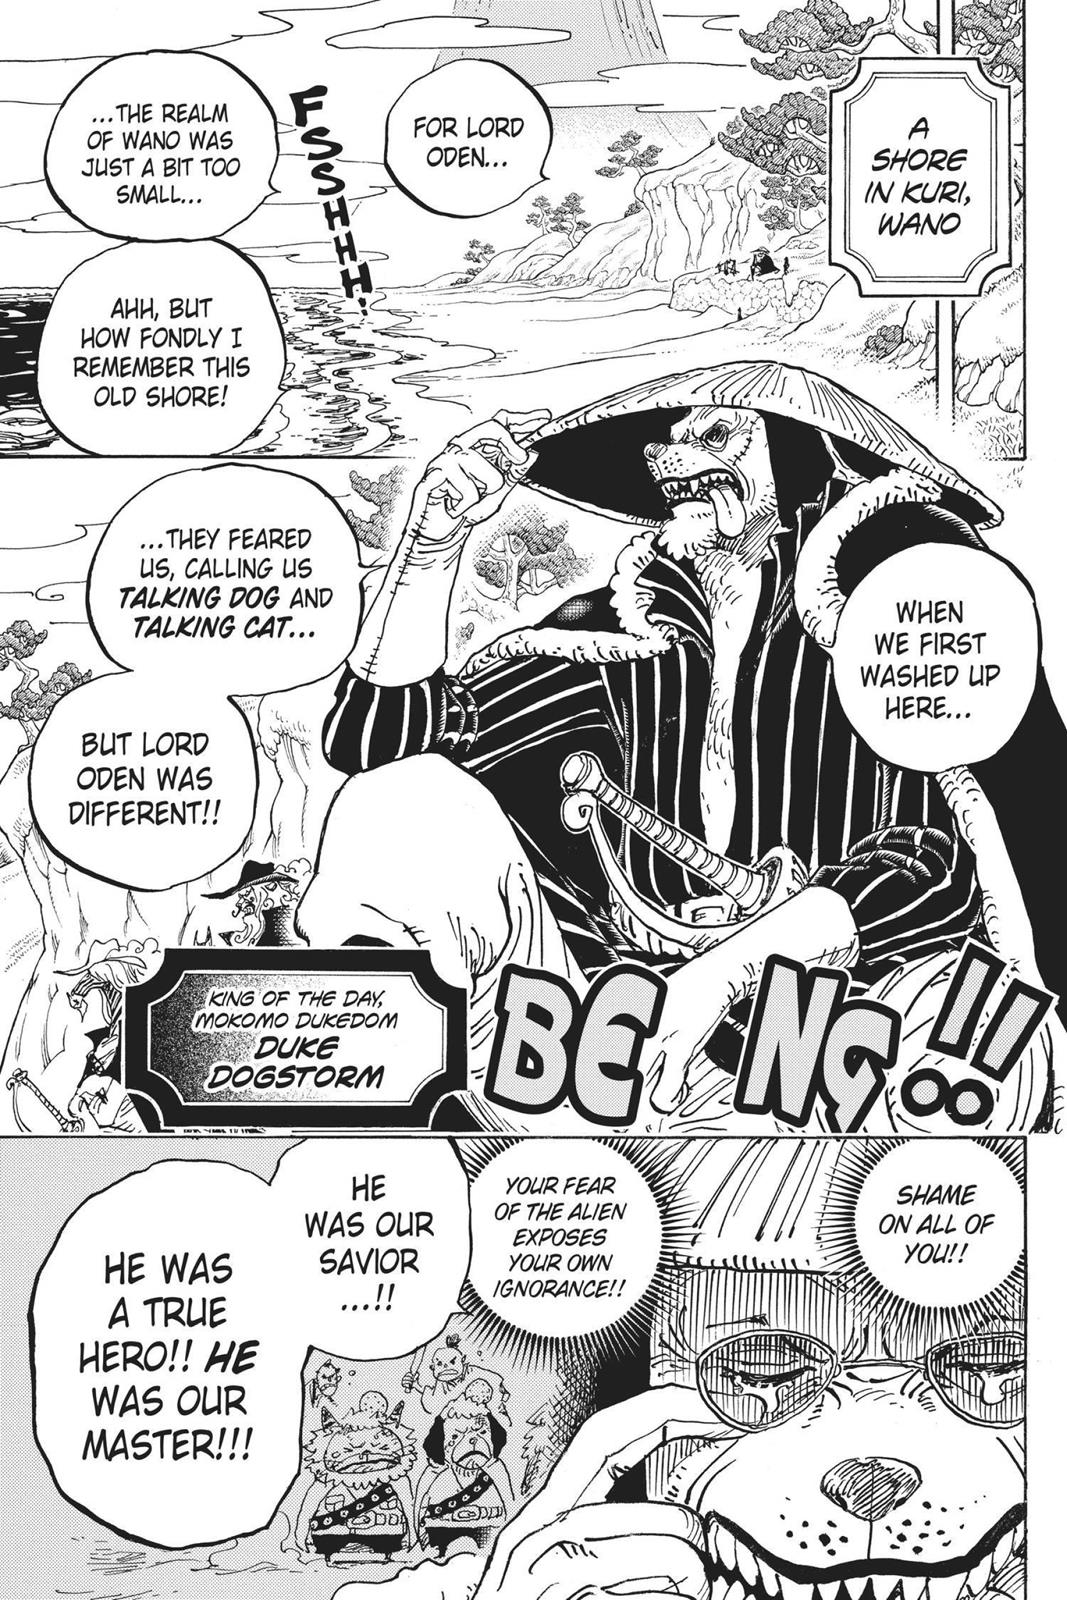 A
SHORE
IN KURI,
WANO
FOR LORD
ODEN...
FSSHHH!
...THE REALM
OF WANO WAS
JUST A BIT TOO
SMALL...
AHH, BUT
HOW FONDLY I
REMEMBER THIS
OLD SHORE!
WHEN
WE FIRST
WASHED UP
HERE...
...THEY FEARED
US, CALLING US
TALKING DOG AND
TALKING CAT...
BUT LORD
ODEN WAS
DIFFERENT!!
KING OF THE DAY,
MOKOMO DUKEDOM
DUKE
DOGSTORM
BENG!!
SHAME
ON ALL OF
YOU!!
YOUR FEAR
OF THE ALIEN
EXPOSES
YOUR OWN
IGNORANCE!!
HE
WAS OUR
SAVIOR
...!!
HE WAS
A TRUE
HERO!! HE
WAS OUR
MASTER!!!